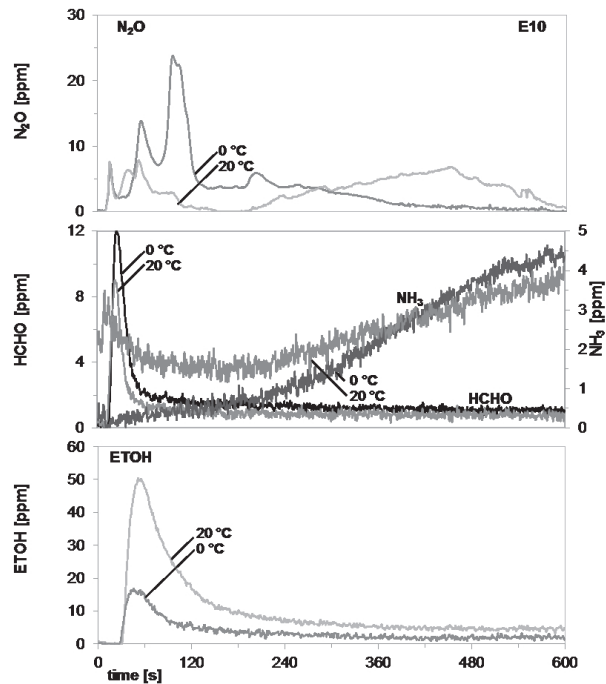 N₂O
E10
30
20
10
0
N₂O [ppm]
0 °C
20 °C
12
8
4
0
HCHO [ppm]
0 °C
20 °C
NH₃
0 °C
20 °C
HCHO
5
4
3
2
1
0
NH₃ [ppm]
ETOH
60
50
40
30
20
10
0
ETOH [ppm]
20 °C
0 °C
0
120
240
360
480
600
time [s]